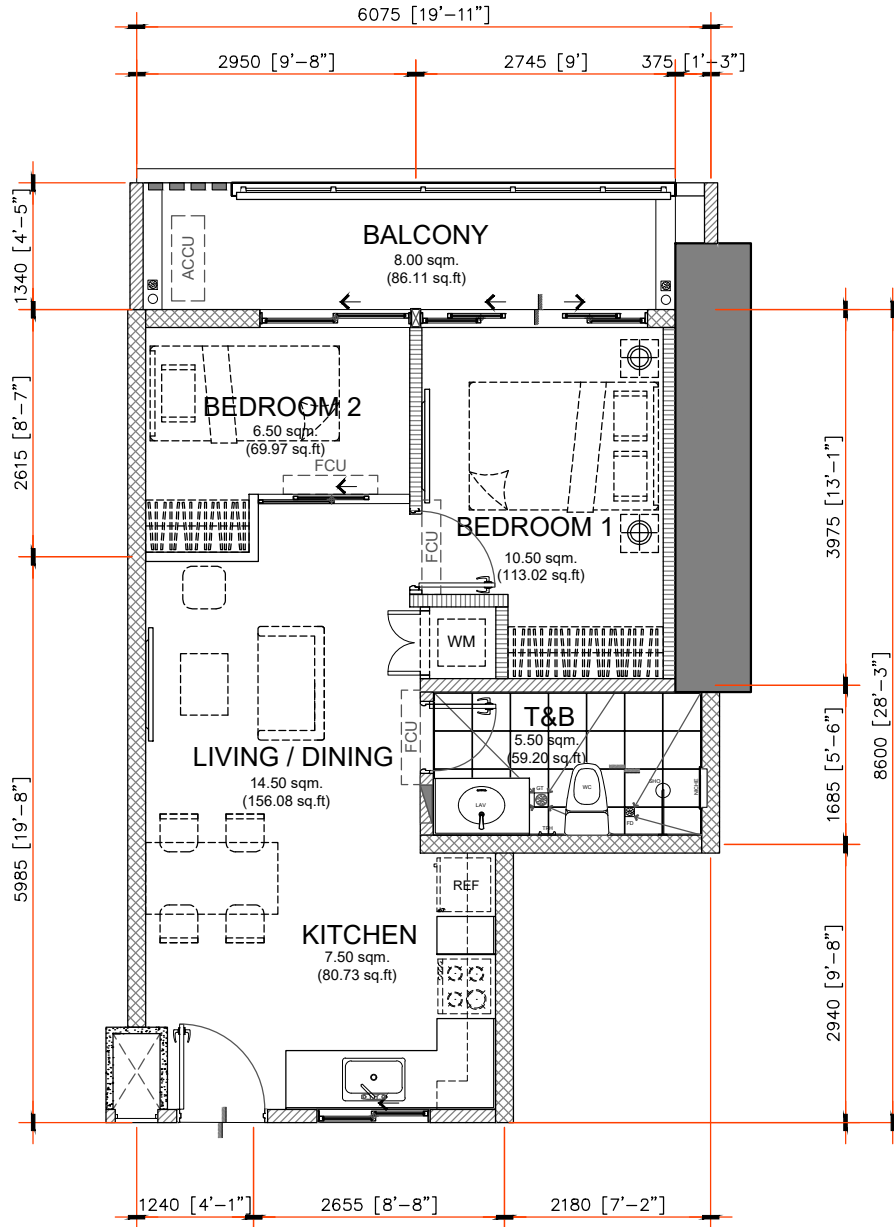 6075 [19'-11"]
2950 [9'-8"]
2745 [9']
375 [1'-3"]
1340 [4'-5"]
ACCU
BALCONY
8.00 sqm.
(86.11 sq.ft)
2615 [8'-7"]
BEDROOM 2
6.50 sqm.
(69.97 sq.ft)
FCU
BEDROOM 1
10.50 sqm.
(113.02 sq.ft)
FCU
3975 [13'-1"]
WM
8600 [28'-3"]
T&B
5.50 sqm.
(59.20 sq.ft)
FCU
LIVING / DINING
14.50 sqm.
(156.08 sq.ft)
GT
WC
SHO
NICHE
LAV
TPH
FD
1685 [5'-6"]
5985 [19'-8"]
REF
KITCHEN
7.50 sqm.
(80.73 sq.ft)
2940 [9'-8"]
1240 [4'-1"]
2655 [8'-8"]
2180 [7'-2"]